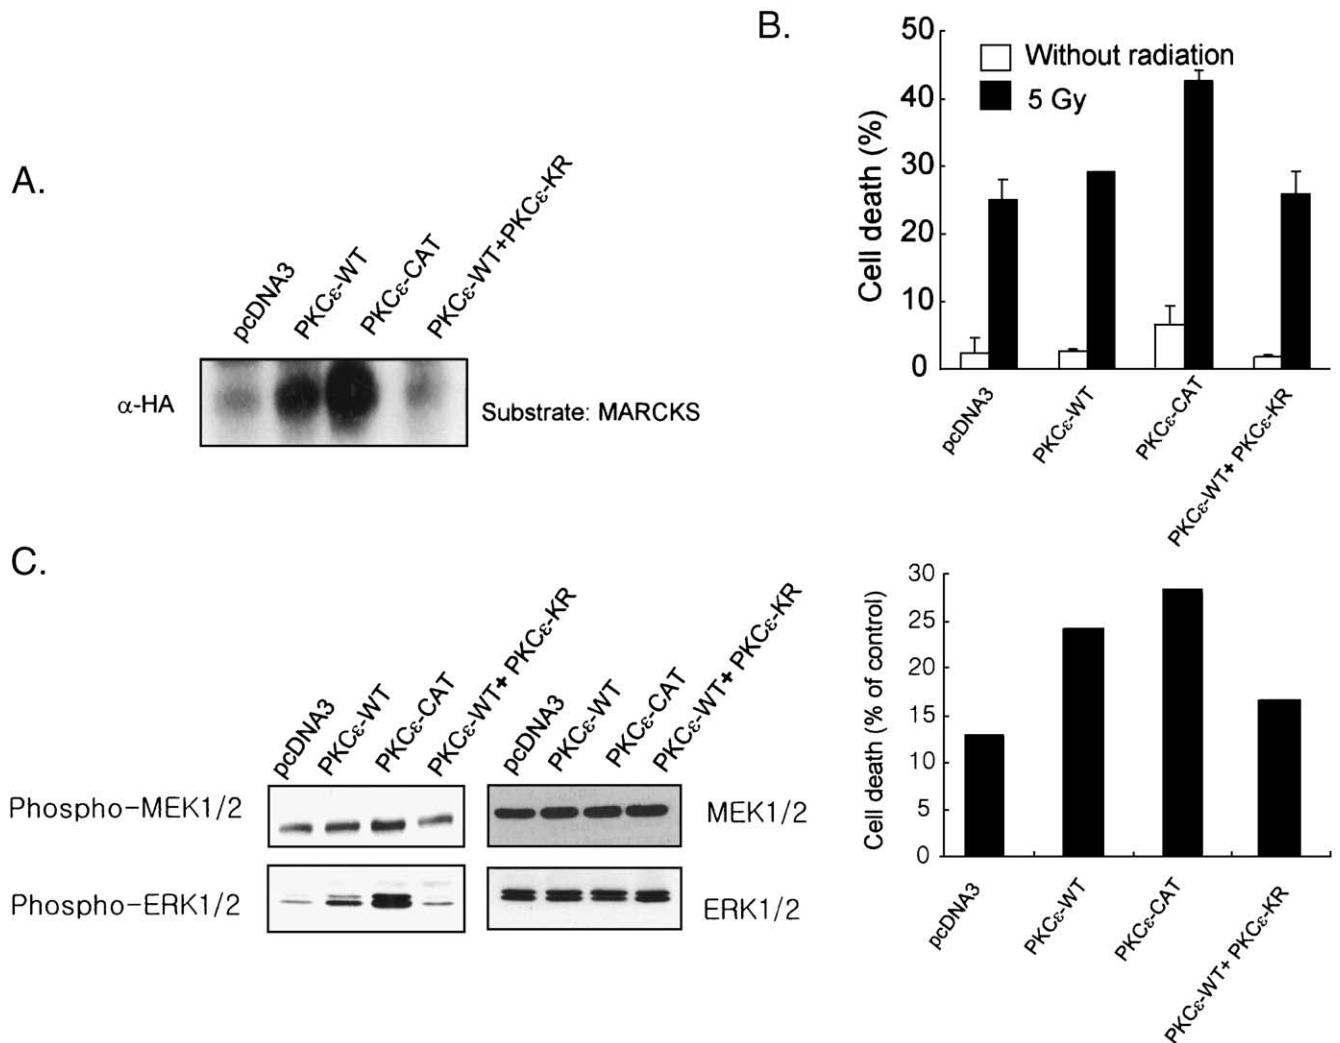 A.
pcDNA3
PKCε-WT
PKCε-CAT
PKCε-WT+PKCε-KR
α-HA
Substrate: MARCKS
B.
Cell death (%)
50
40
30
20
10
0
Without radiation
5 Gy
pcDNA3
PKCε-WT
PKCε-CAT
PKCε-WT+ PKCε-KR
C.
pcDNA3
PKCε-WT
PKCε-CAT
PKCε-WT+ PKCε-KR
pcDNA3
PKCε-WT
PKCε-CAT
PKCε-WT+ PKCε-KR
Phospho-MEK1/2
MEK1/2
Phospho-ERK1/2
ERK1/2
Cell death (% of control)
30
25
20
15
10
5
0
pcDNA3
PKCε-WT
PKCε-CAT
PKCε-WT+ PKCε-KR